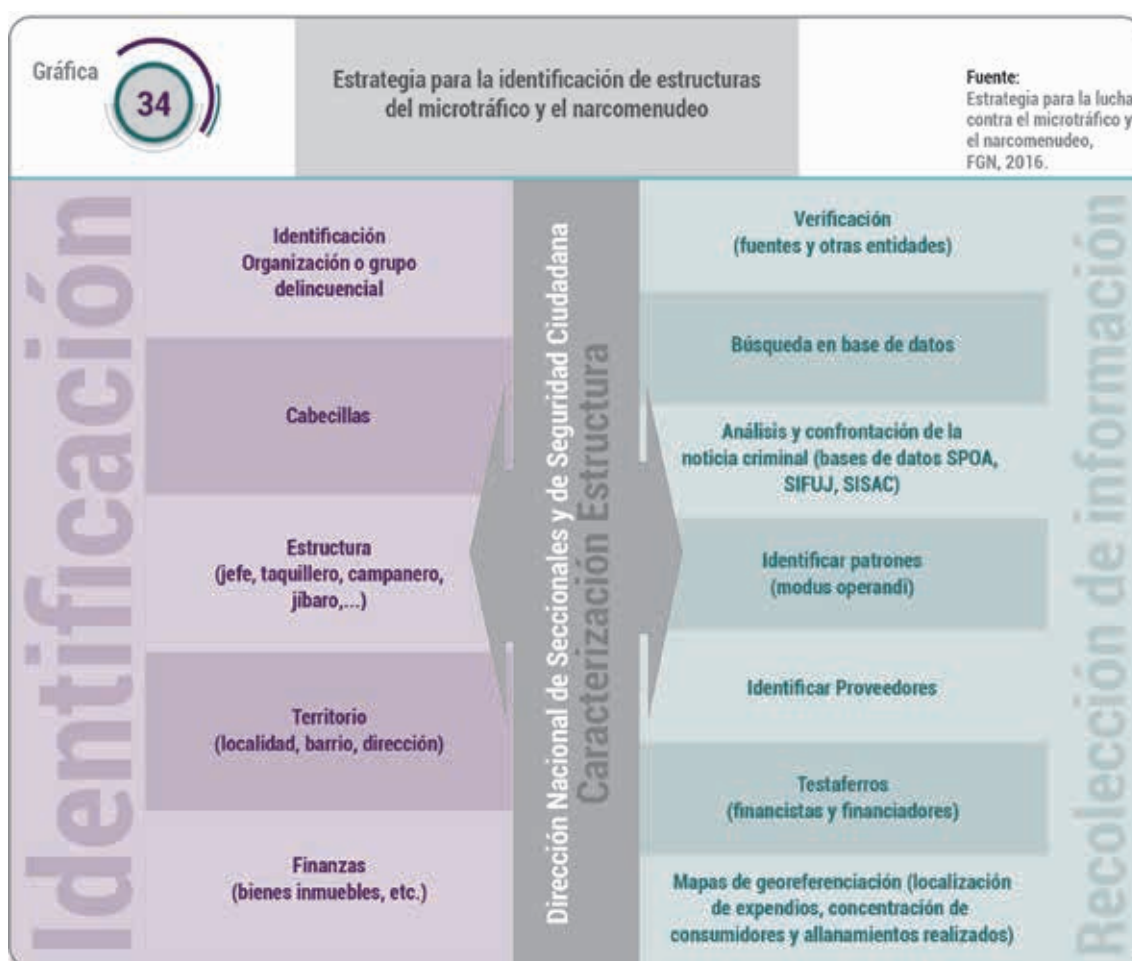 Gráfica
34
Estrategia para la identificación de estructuras
del microtráfico y el narcomenudeo
Fuente:
Estrategia para la lucha
contra el microtráfico y
el narcomenudeo,
FGN, 2016.
Identificación
Identificación
Organización o grupo
delincuencial
Cabecillas
Estructura
(jefe, taquillero, campanero,
jíbaro,...)
Territorio
(localidad, barrio, dirección)
Finanzas
(bienes inmuebles, etc.)
Dirección Nacional de Seccionales y de Seguridad Ciudadana
Caracterización Estructura
Verificación
(fuentes y otras entidades)
Búsqueda en base de datos
Análisis y confrontación de la
noticia criminal (bases de datos SPOA,
SIFUJ, SISAC)
Identificar patrones
(modus operandi)
Identificar Proveedores
Testaferros
(financistas y financiadores)
Mapas de georeferenciación (localización
de expendios, concentración de
consumidores y allanamientos realizados)
Recolección de información